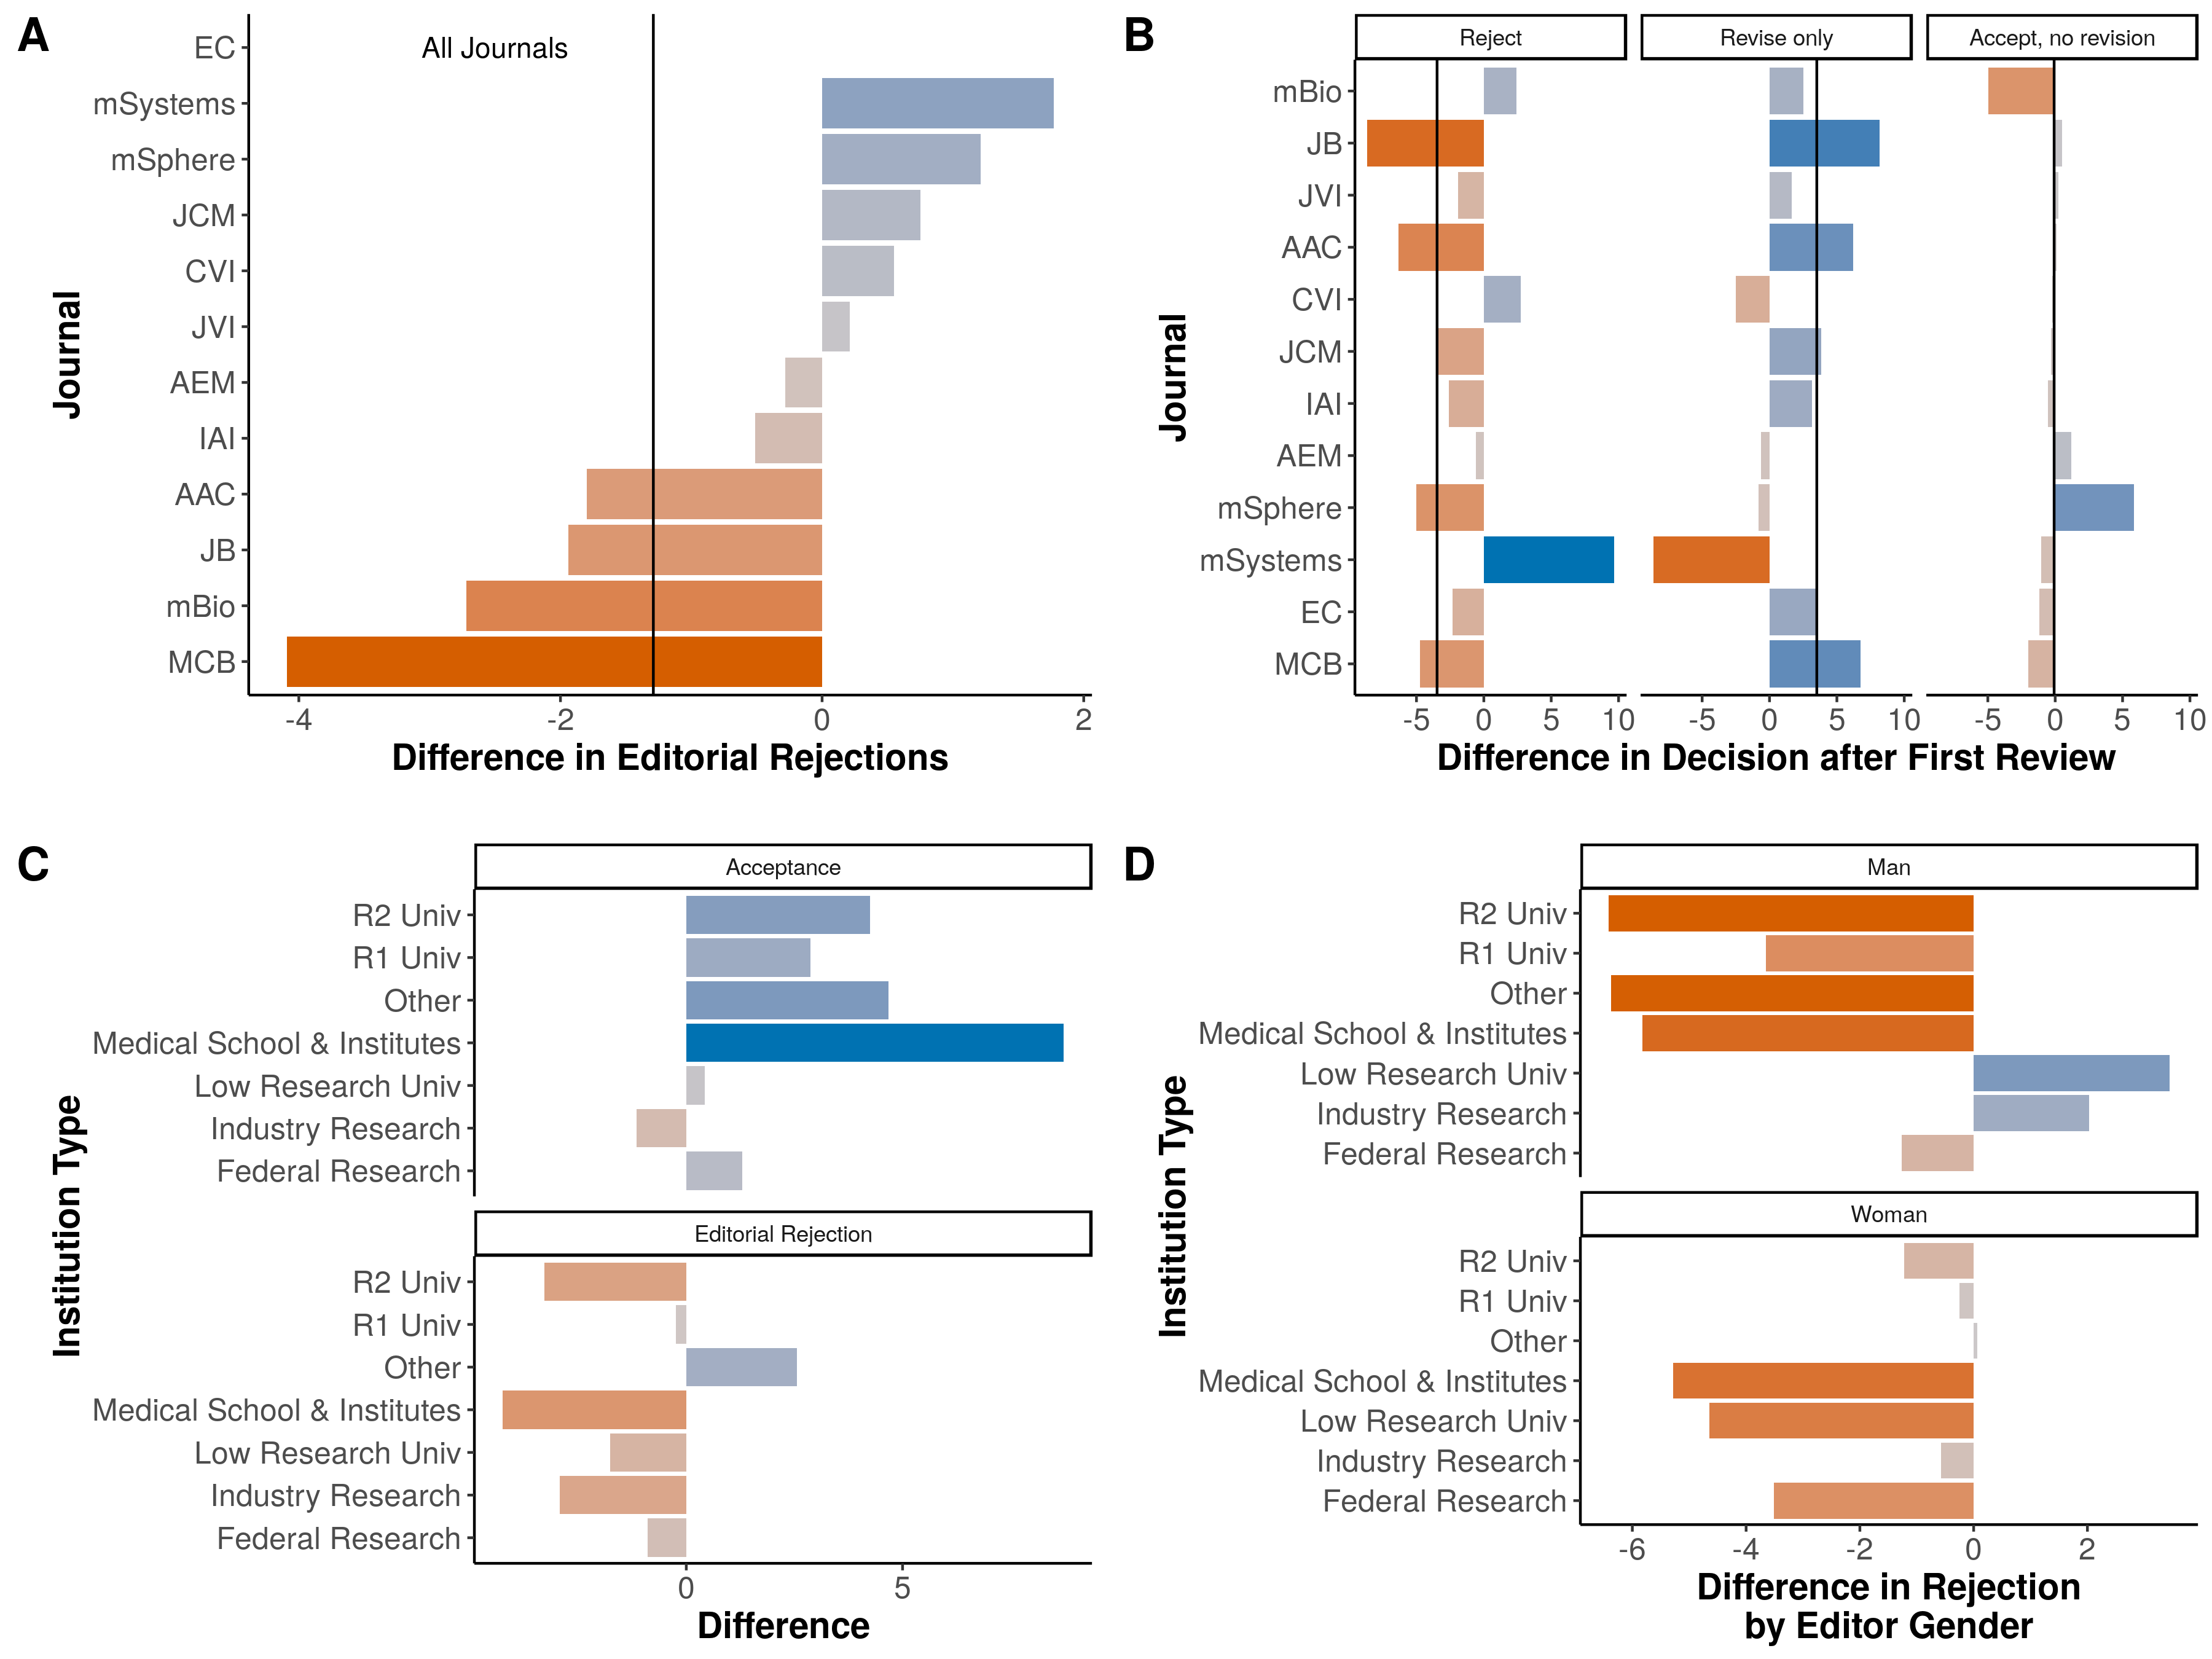 A
Journal
EC
mSystems
mSphere
JCM
CVI
JVI
AEM
IAI
AAC
JB
mBio
MCB
All Journals
-4 -2 0 2
Difference in Editorial Rejections
B
Journal
Reject Revise only Accept, no revision
mBio
JB
JVI
AAC
CVI
JCM
IAI
AEM
mSphere
mSystems
EC
MCB
-5 0 5 10 -5 0 5 10 -5 0 5 10
Difference in Decision after First Review
C
Institution Type
Acceptance
R2 Univ
R1 Univ
Other
Medical School & Institutes
Low Research Univ
Industry Research
Federal Research
Editorial Rejection
R2 Univ
R1 Univ
Other
Medical School & Institutes
Low Research Univ
Industry Research
Federal Research
0 5
Difference
D
Institution Type
Man
R2 Univ
R1 Univ
Other
Medical School & Institutes
Low Research Univ
Industry Research
Federal Research
Woman
R2 Univ
R1 Univ
Other
Medical School & Institutes
Low Research Univ
Industry Research
Federal Research
-6 -4 -2 0 2
Difference in Rejection
by Editor Gender